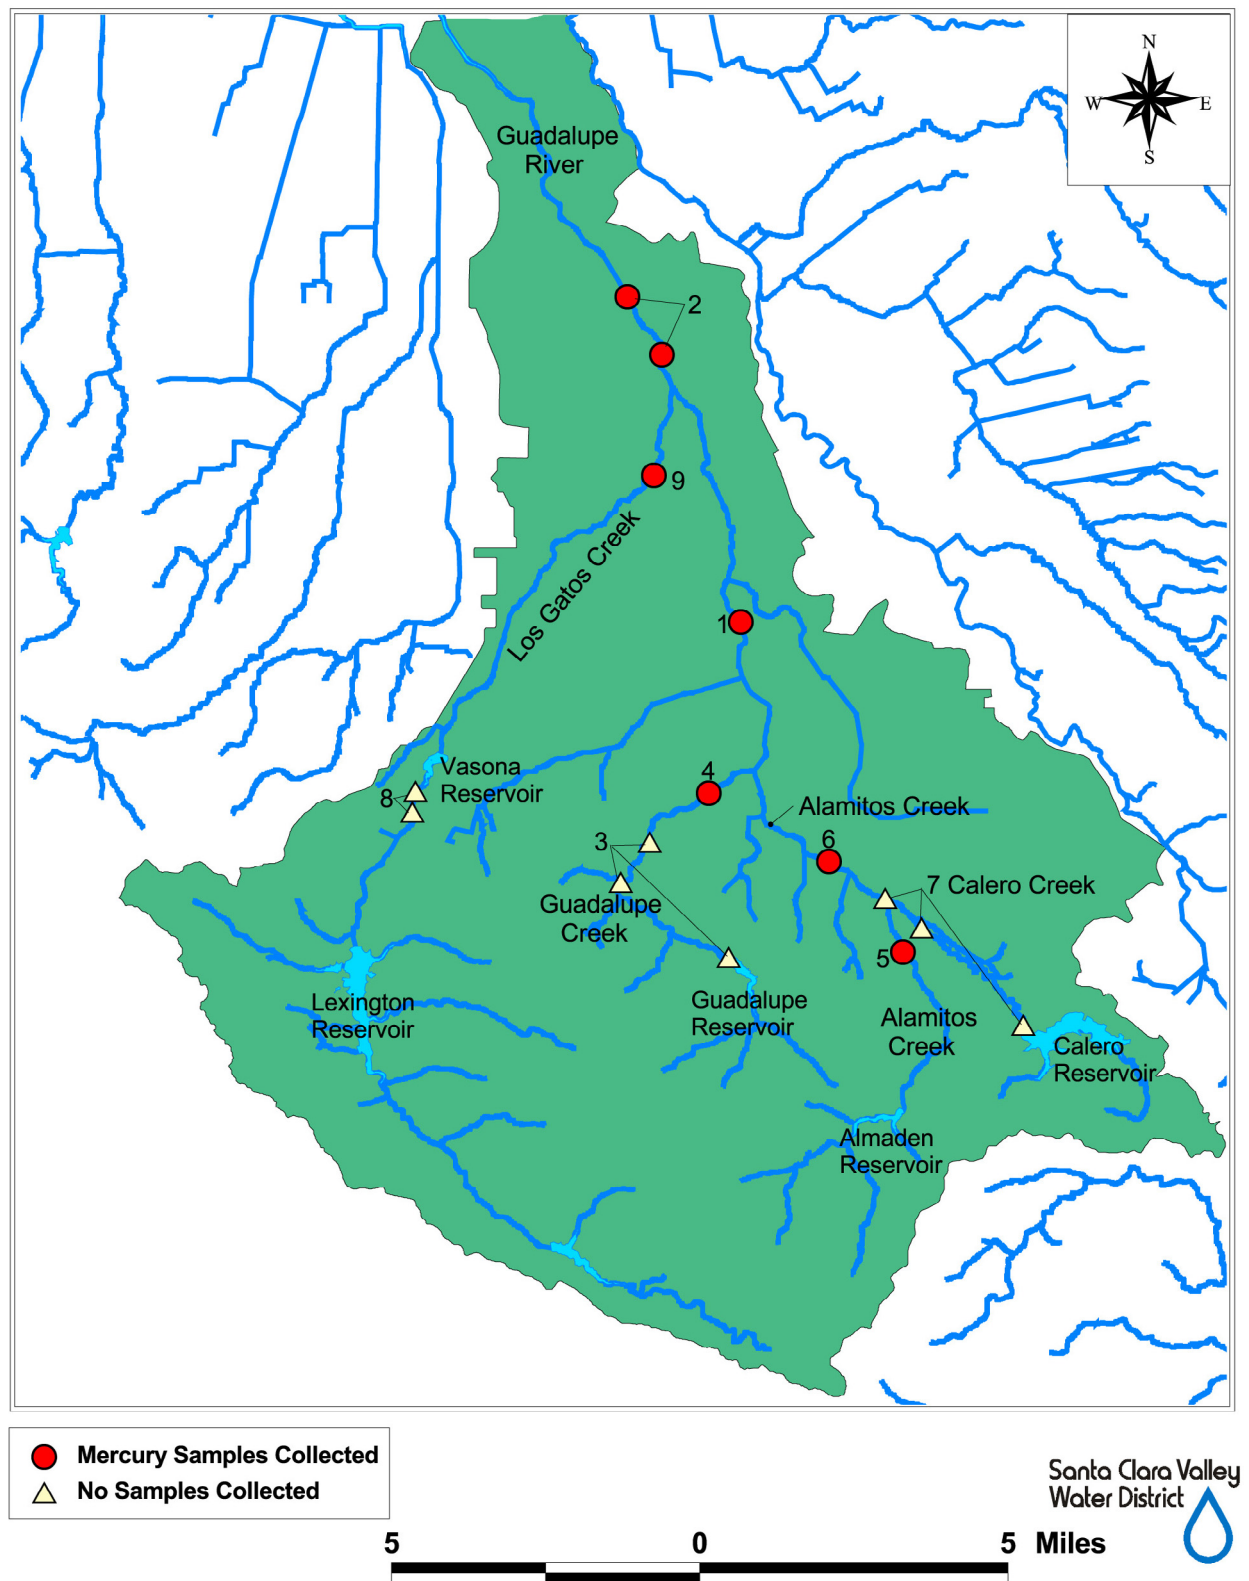 N
W
E
S
Guadalupe
River
2
9
Los Gatos Creek
1
Vasona
Reservoir
8
4
Alamitos Creek
3
6
7 Calero Creek
Guadalupe
Creek
5
Lexington
Reservoir
Guadalupe
Reservoir
Alamitos
Creek
Calero
Reservoir
Almaden
Reservoir
Mercury Samples Collected
No Samples Collected
Santa Clara Valley
Water District
5 0 5 Miles